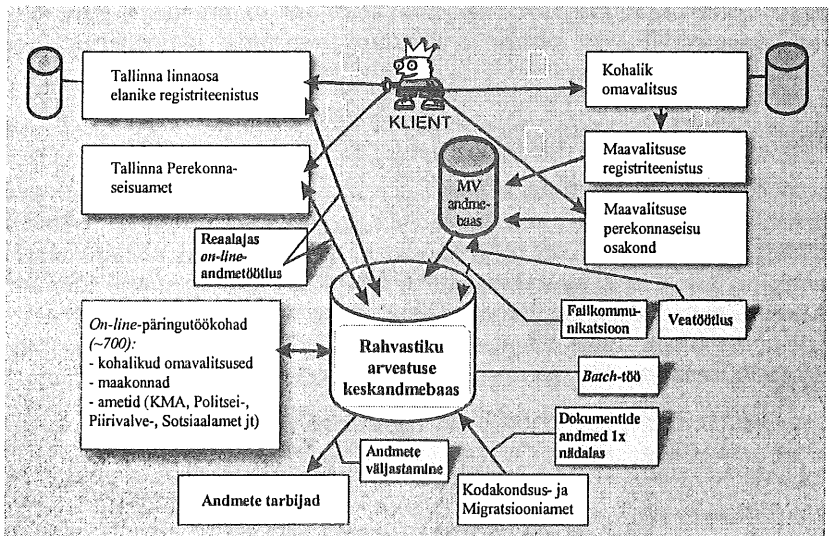 Tallinna linnaosa
elanike registriteenistus
KLIENT
Kohalik
omavalitsus
Tallinna Perekonna-
seisuamet
MV
andme-
baas
Maavalitsuse
registriteenistus
Maavalitsuse
perekonnaseisu
osakond
Reaalajas
on-line-
andmetöötlus
On-line-päringutöökohad
(~700):
- kohalikud omavalitsused
- maakonnad
- ametid (KMA, Politsei-,
Piirivalve-, Sotsiaalamet jt)
Rahvastiku
arvestuse
keskandmebaas
Failkommu-
nikatsioon
Veatöötlus
Batch-töö
Dokumentide
andmed 1x
nädalas
Andmete
väljastamine
Andmete tarbijad
Kodakondsus- ja
Migratsiooniamet